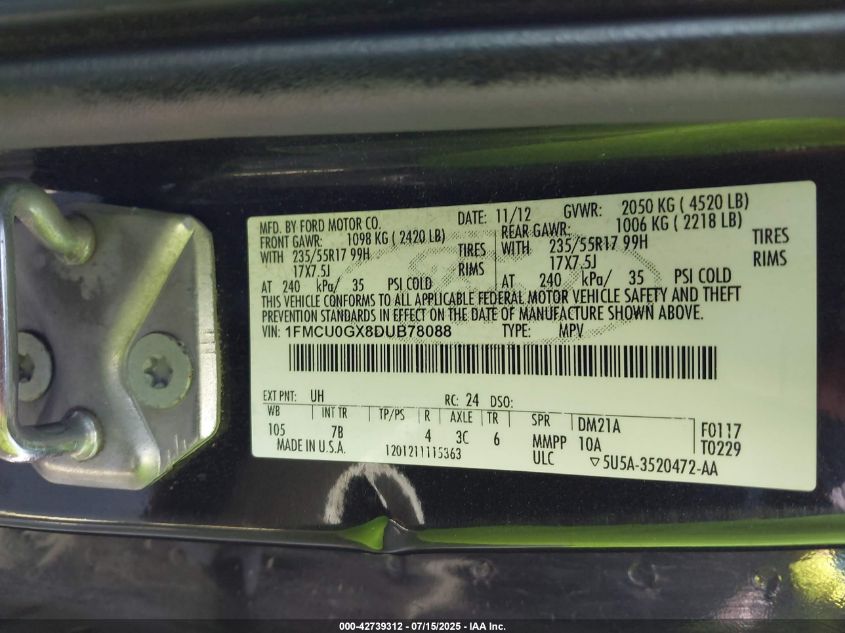 MFD. BY FORD MOTOR CO. DATE: 11/12 GVWR: 2050 KG ( 4520 LB)
FRONT GAWR: 1098 KG ( 2420 LB) REAR GAWR: 1006 KG ( 2218 LB)
WITH 235/55R17 99H TIRES WITH 235/55R17 99H TIRES
17X7.5J RIMS 17X7.5J RIMS
AT 240 kPa/ 35 PSI COLD AT 240 kPa/ 35 PSI COLD
THIS VEHICLE CONFORMS TO ALL APPLICABLE FEDERAL MOTOR VEHICLE SAFETY AND THEFT
PREVENTION STANDARDS IN EFFECT ON THE DATE OF MANUFACTURE SHOWN ABOVE.
VIN: 1FMCU0GX8DUB78088 TYPE: MPV
EXT PNT: UH RC: 24 DSO:
WB INT TR TP/PS R AXLE TR SPR DM21A F0117
105 7B 4 3C 6 MMPP 10A T0229
MADE IN U.S.A. 1201211115363 ULC ▽5U5A-3520472-AA
000-42739312 - 07/15/2025 - IAA Inc.